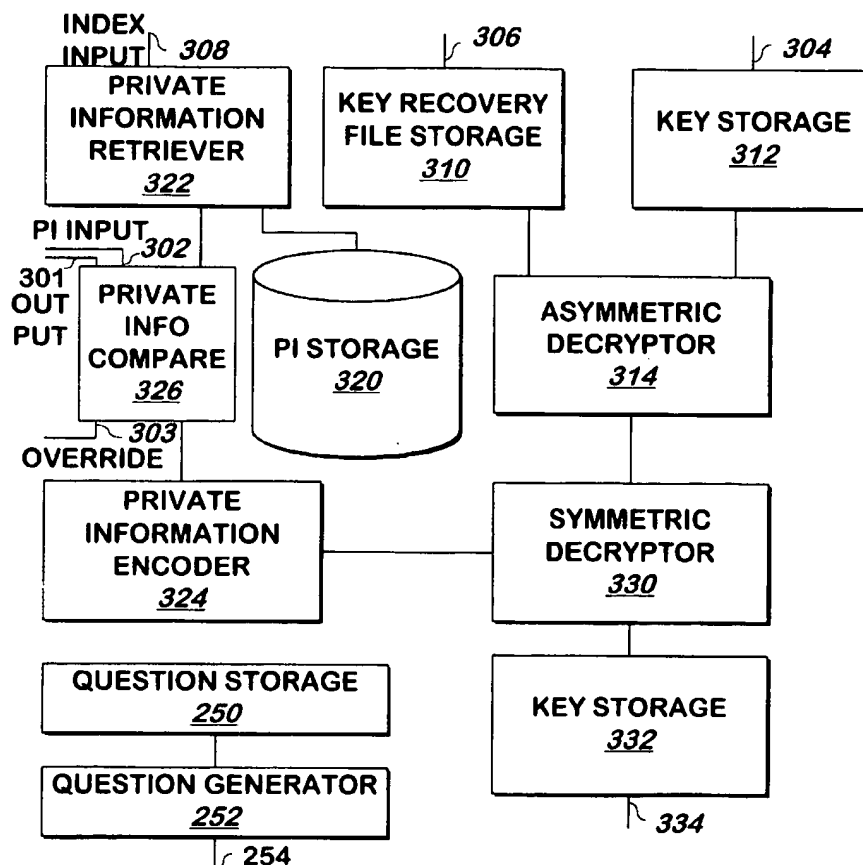 INDEX
INPUT
308
PRIVATE
INFORMATION
RETRIEVER
322
306
KEY RECOVERY
FILE STORAGE
310
304
KEY STORAGE
312
PI INPUT
302
301
OUT
PUT
PRIVATE
INFO
COMPARE
326
303
OVERRIDE
PI STORAGE
320
ASYMMETRIC
DECRYPTOR
314
PRIVATE
INFORMATION
ENCODER
324
SYMMETRIC
DECRYPTOR
330
QUESTION STORAGE
250
KEY STORAGE
332
QUESTION GENERATOR
252
334
254